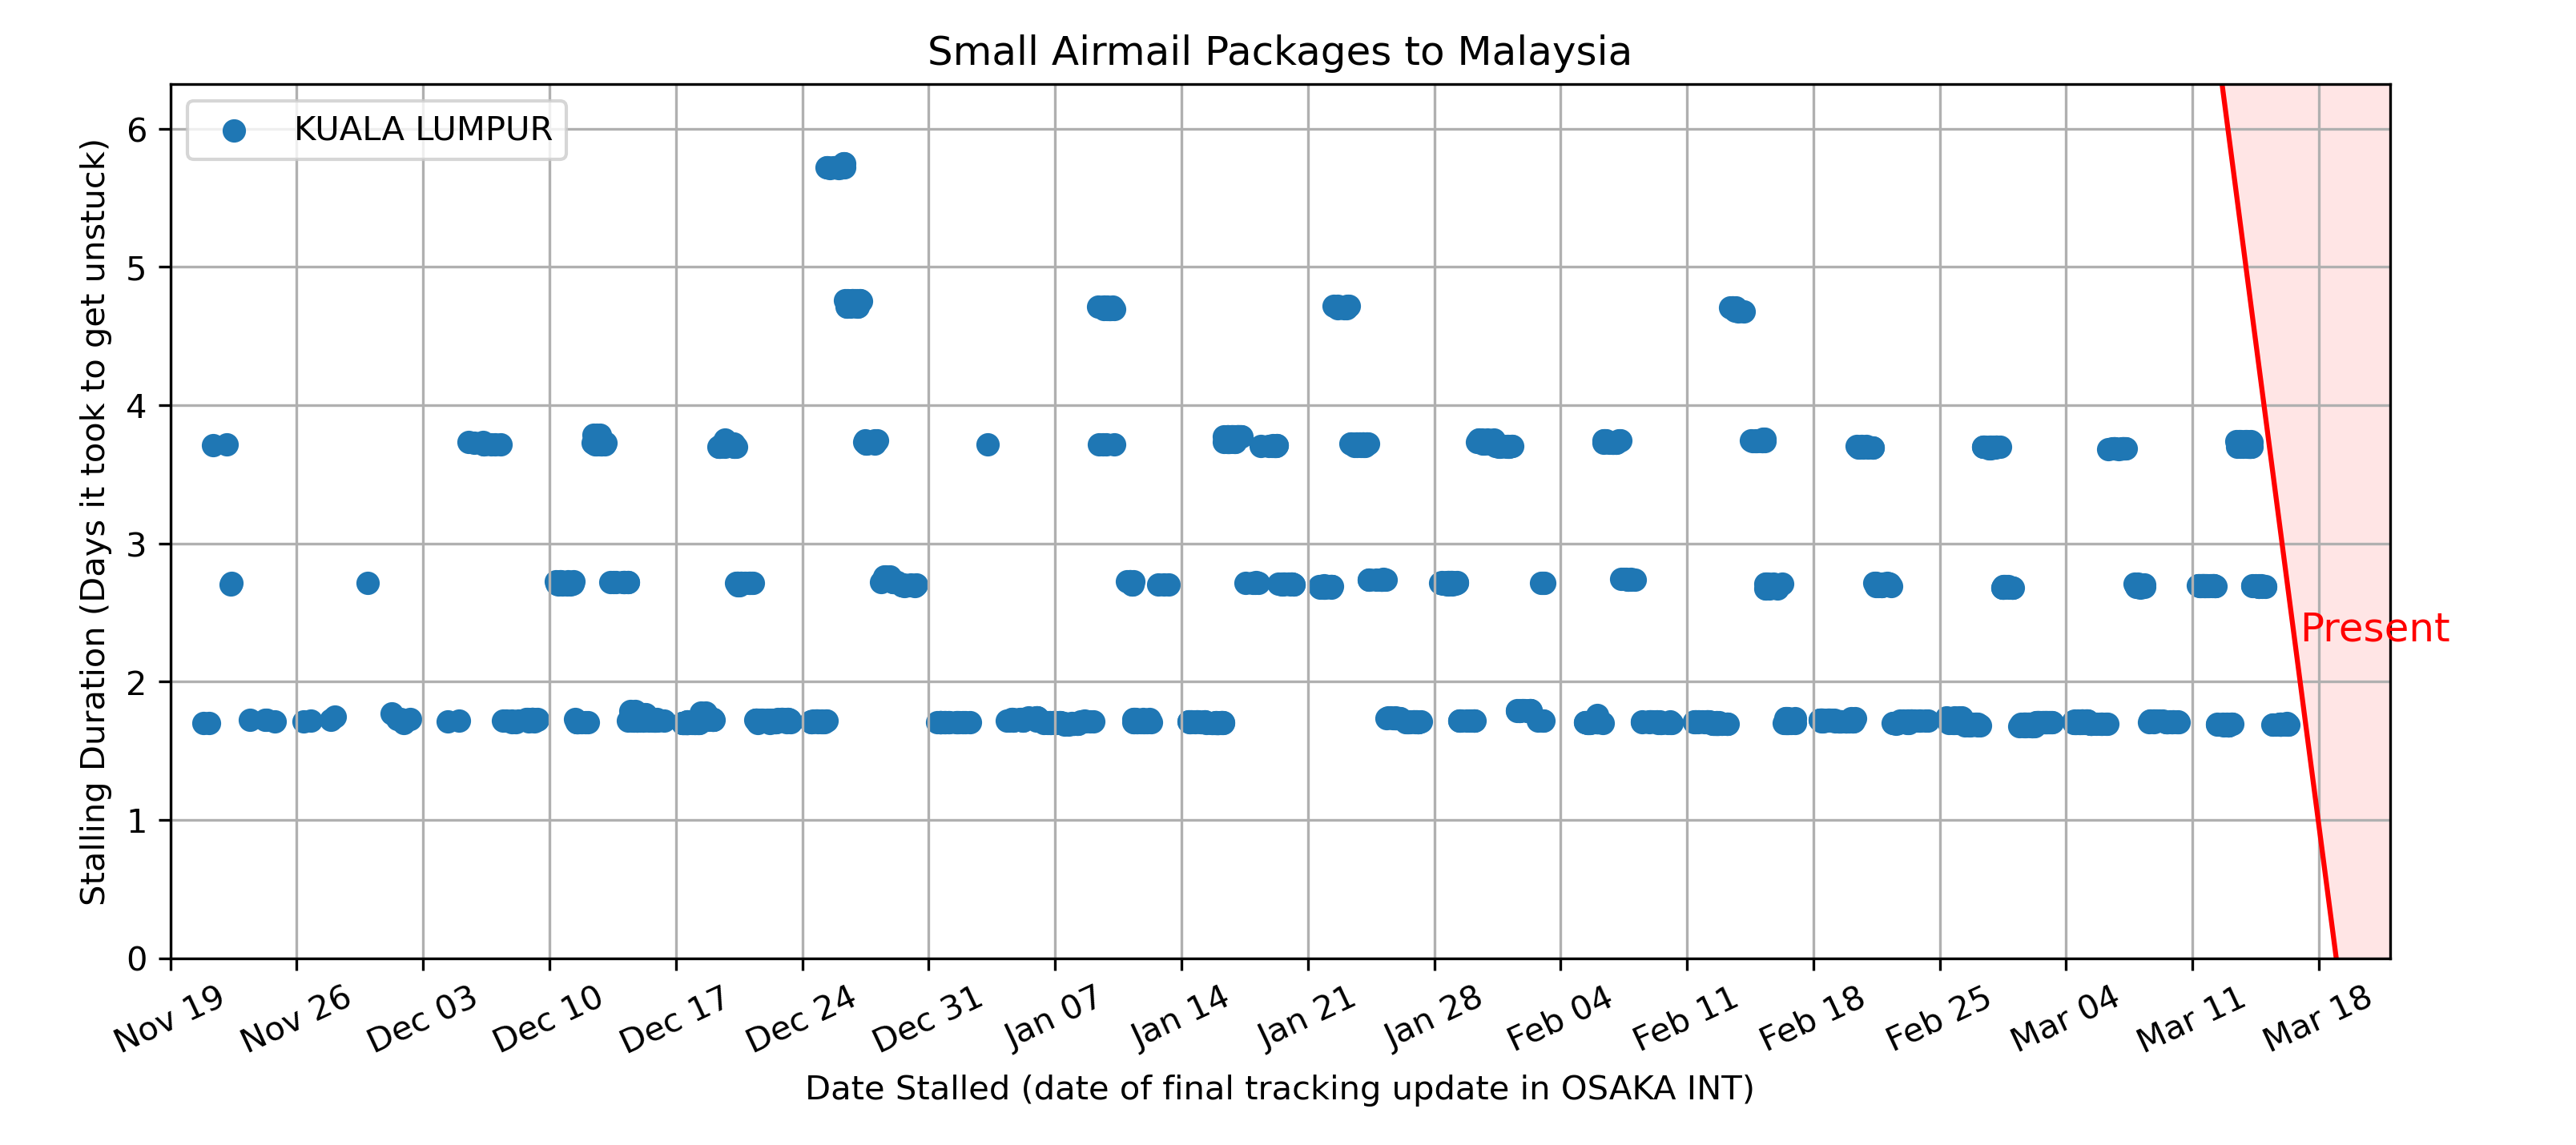 Small Airmail Packages to Malaysia
KUALA LUMPUR
Stalling Duration (Days it took to get unstuck)
6
5
4
3
2
1
0
Present
Nov 19
Nov 26
Dec 03
Dec 10
Dec 17
Dec 24
Dec 31
Jan 07
Jan 14
Jan 21
Jan 28
Feb 04
Feb 11
Feb 18
Feb 25
Mar 04
Mar 11
Mar 18
Date Stalled (date of final tracking update in OSAKA INT)